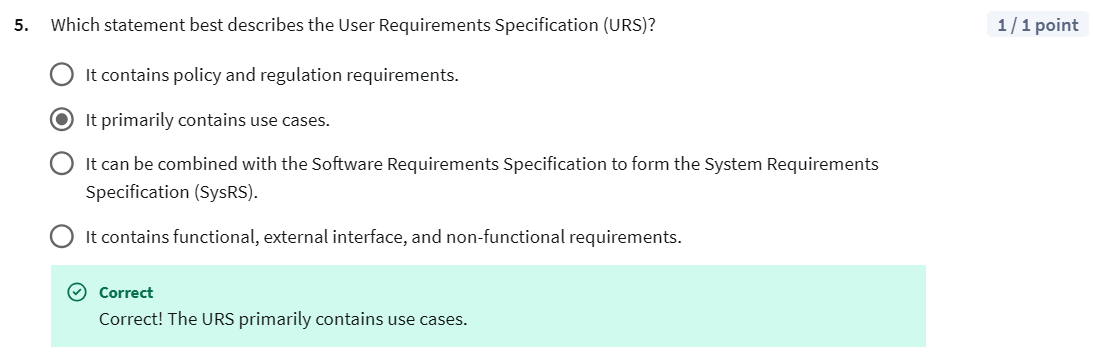 5. Which statement best describes the User Requirements Specification (URS)? 1 / 1 point
It contains policy and regulation requirements.
It primarily contains use cases.
It can be combined with the Software Requirements Specification to form the System Requirements
Specification (SysRS).
It contains functional, external interface, and non-functional requirements.
Correct
Correct! The URS primarily contains use cases.